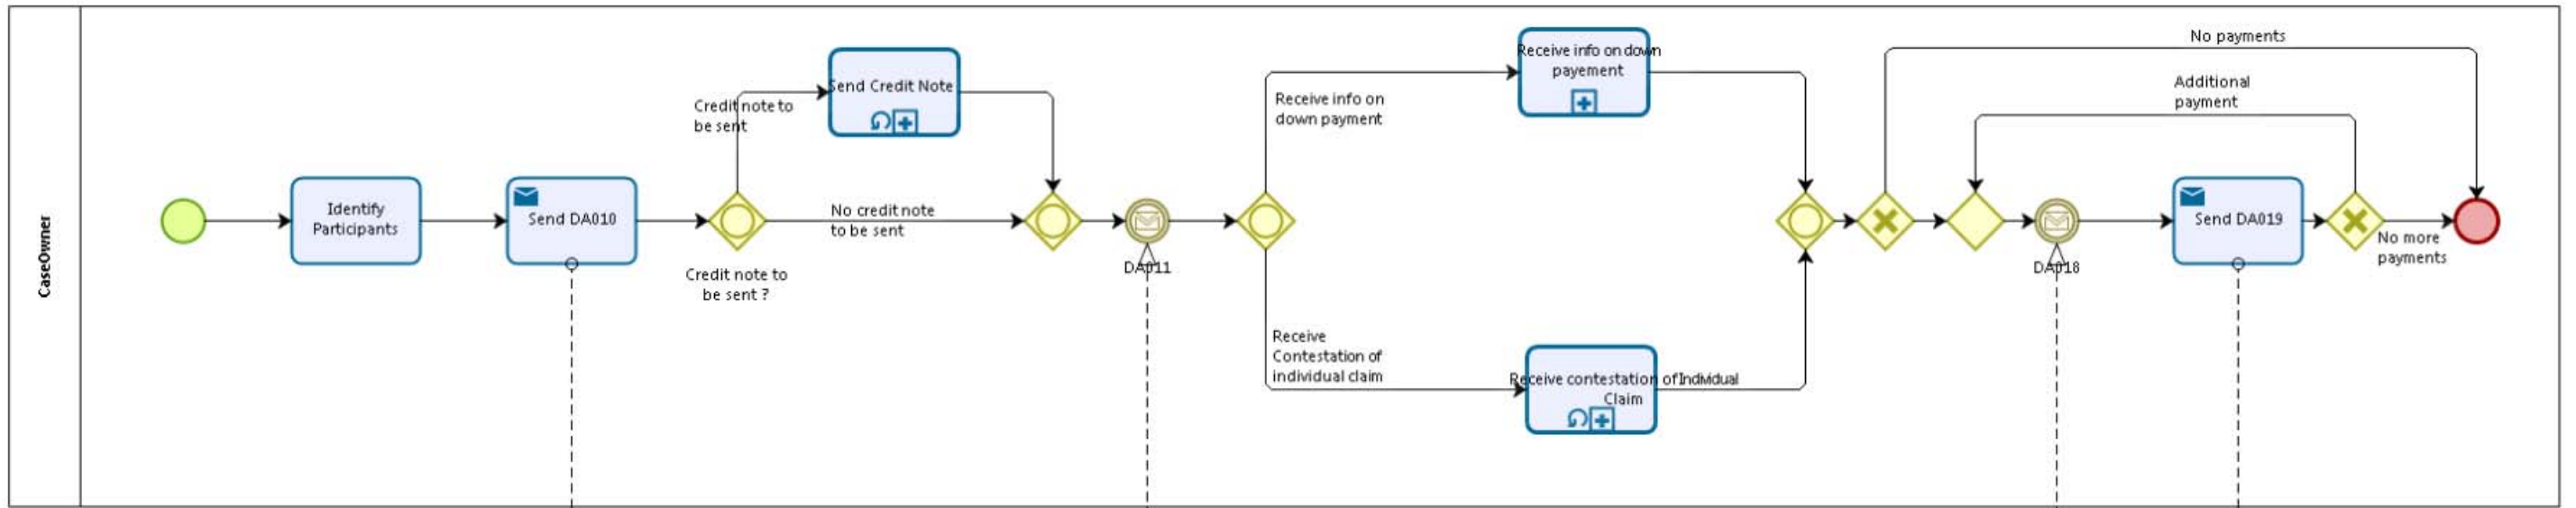 CaseOwner
Identify
Participants
Send DA010
Credit note to
be sent
Credit note to
be sent ?
Send Credit Note
No credit note
to be sent
DA011
Receive info on
down payment
Receive info on down
payement
Receive
Contestation of
individual claim
Receive contestation of Individual
Claim
No payments
Additional
payment
DA018
Send DA019
No more
payments